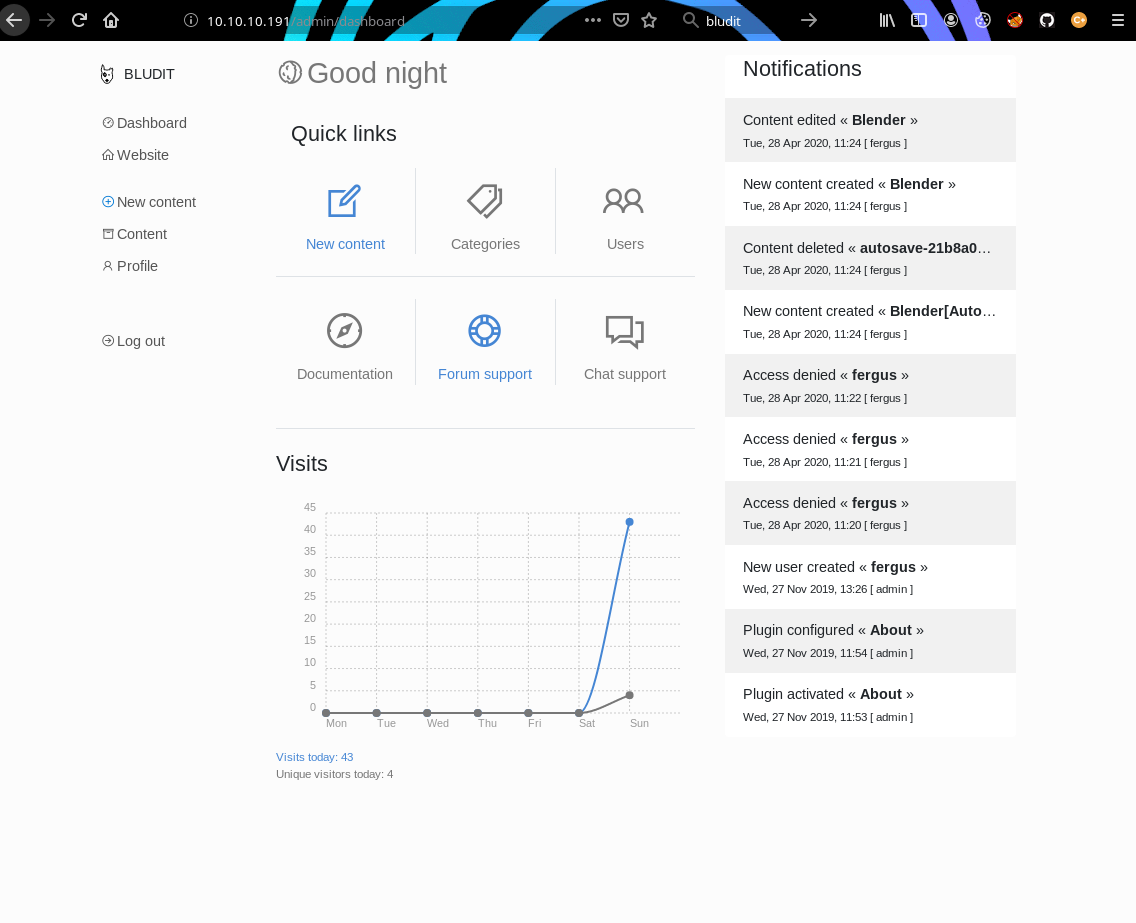 10.10.10.191/admin/dashboard
bludit
BLUDIT
Dashboard
Website
New content
Content
Profile
Log out
Good night
Quick links
New content
Categories
Users
Documentation
Forum support
Chat support
Visits
45
40
35
30
25
20
15
10
5
0
Mon Tue Wed Thu Fri Sat Sun
Visits today: 43
Unique visitors today: 4
Notifications
Content edited « Blender »
Tue, 28 Apr 2020, 11:24 [ fergus ]
New content created « Blender »
Tue, 28 Apr 2020, 11:24 [ fergus ]
Content deleted « autosave-21b8a0…
Tue, 28 Apr 2020, 11:24 [ fergus ]
New content created « Blender[Auto…
Tue, 28 Apr 2020, 11:24 [ fergus ]
Access denied « fergus »
Tue, 28 Apr 2020, 11:22 [ fergus ]
Access denied « fergus »
Tue, 28 Apr 2020, 11:21 [ fergus ]
Access denied « fergus »
Tue, 28 Apr 2020, 11:20 [ fergus ]
New user created « fergus »
Wed, 27 Nov 2019, 13:26 [ admin ]
Plugin configured « About »
Wed, 27 Nov 2019, 11:54 [ admin ]
Plugin activated « About »
Wed, 27 Nov 2019, 11:53 [ admin ]